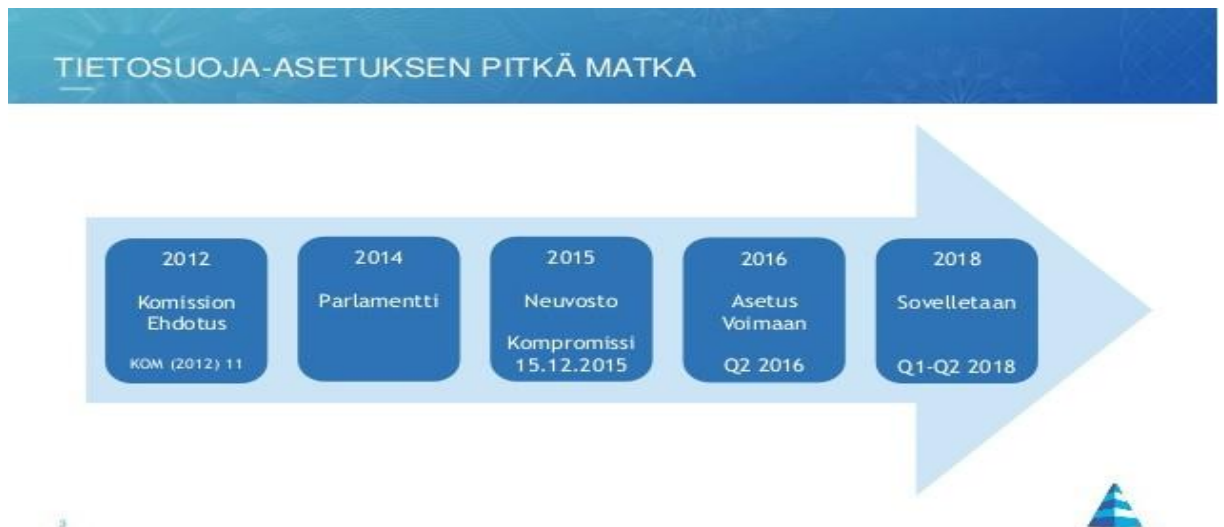 TIETOSUOJA-ASETUKSEN PITKÄ MATKA
2012
Komission
Ehdotus
KOM (2012) 11
2014
Parlamentti
2015
Neuvosto
Kompromissi
15.12.2015
2016
Asetus
Voimaan
Q2 2016
2018
Sovelletaan
Q1-Q2 2018
3